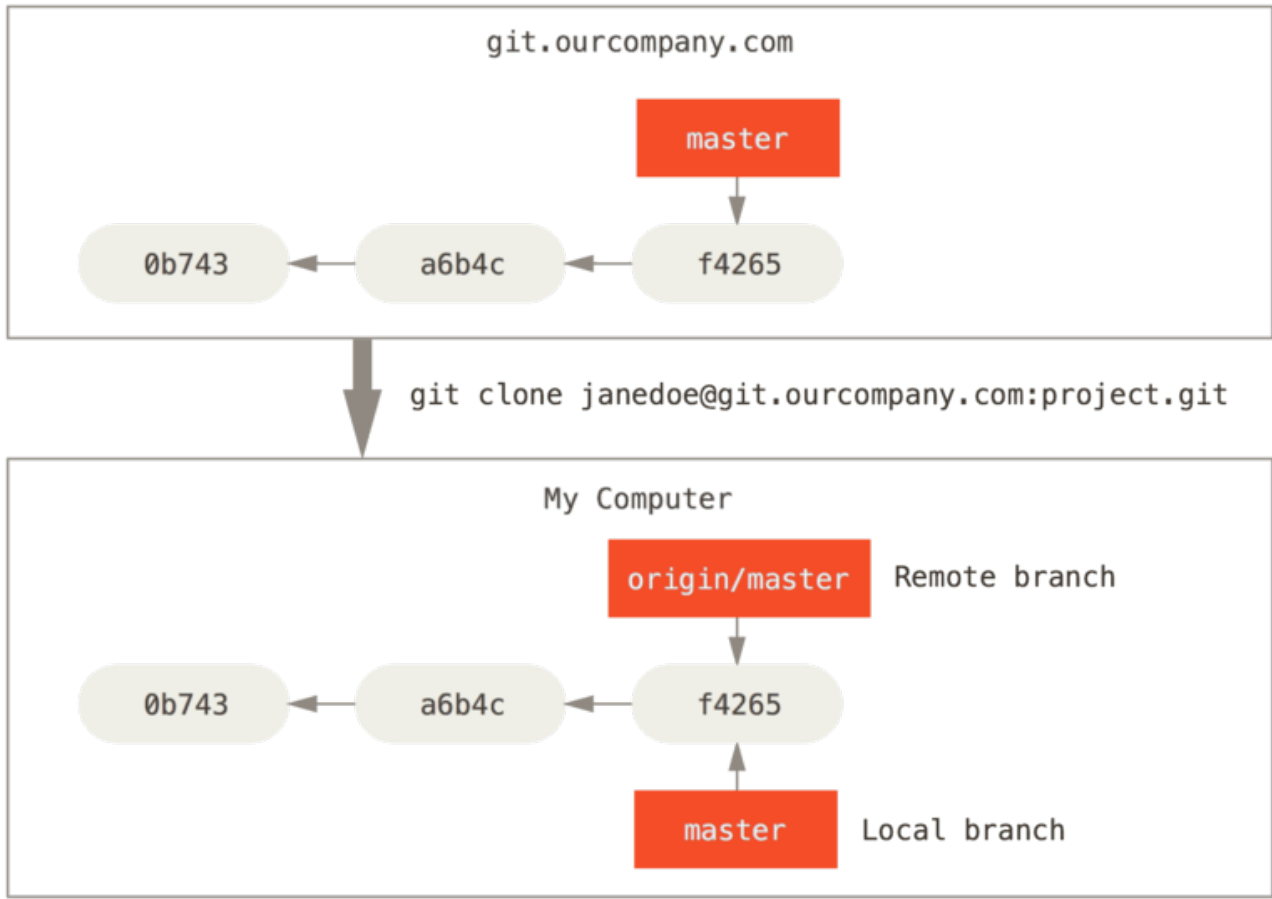 git.ourcompany.com
master
0b743 a6b4c f4265
git clone janedoe@git.ourcompany.com:project.git
My Computer
origin/master Remote branch
0b743 a6b4c f4265
master Local branch